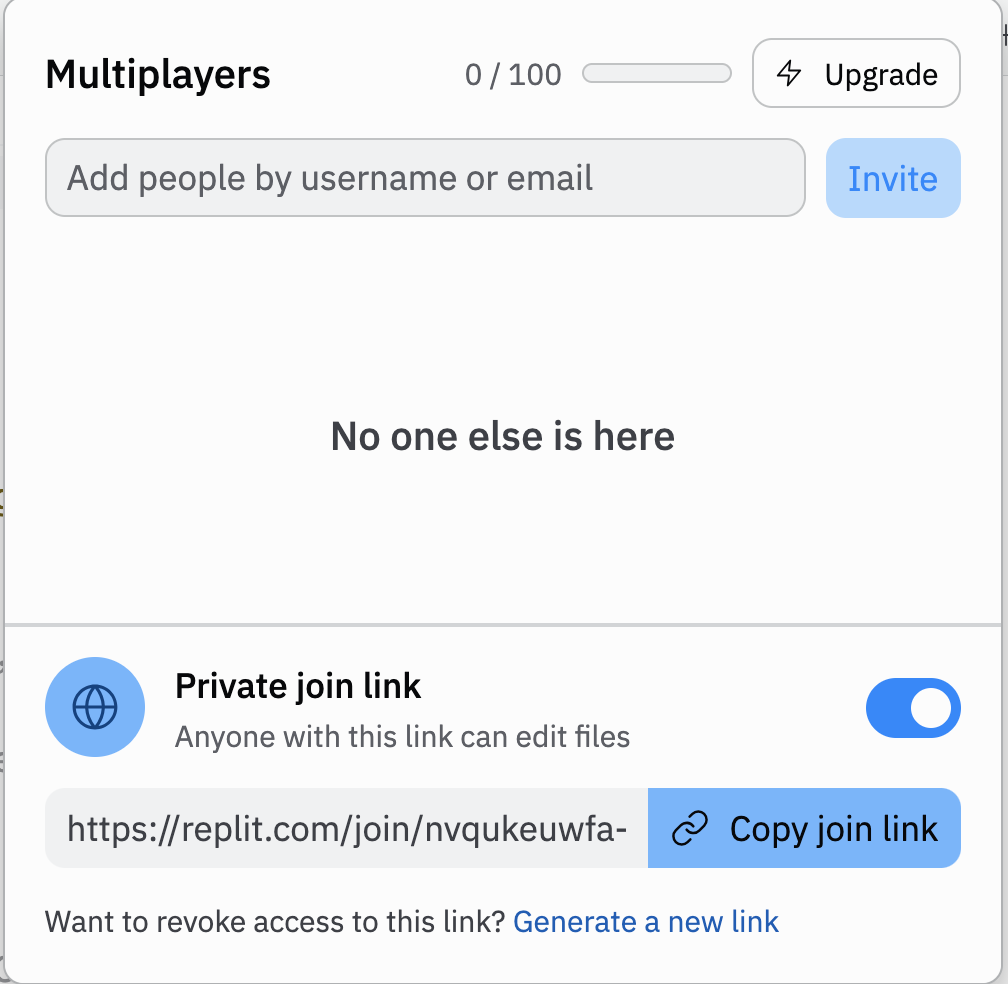 Multiplayers
0 / 100
Upgrade
Add people by username or email
Invite
No one else is here
Private join link
Anyone with this link can edit files
https://replit.com/join/nvqukeuwfa-
Copy join link
Want to revoke access to this link? Generate a new link